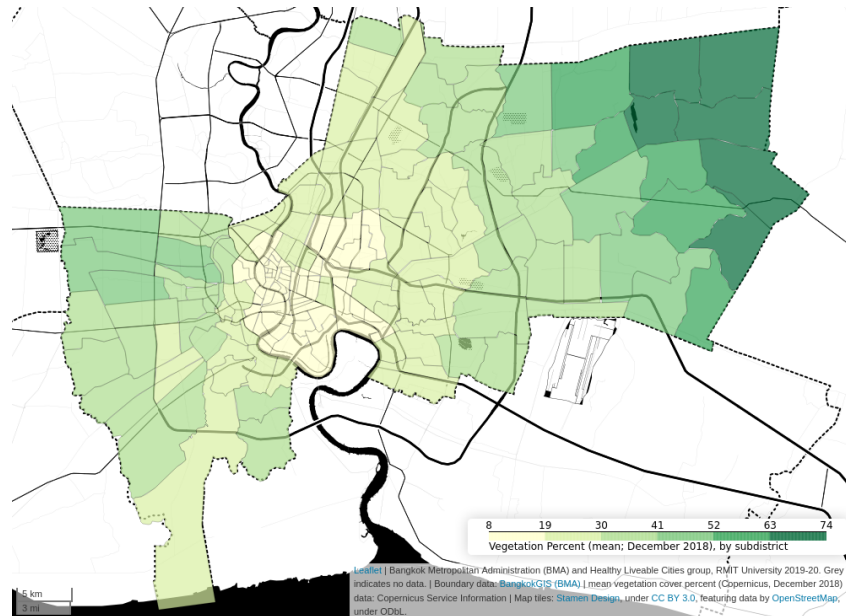 8 19 30 41 52 63 74
Vegetation Percent (mean; December 2018), by subdistrict
5 km
3 mi
Leaflet | Bangkok Metropolitan Administration (BMA) and Healthy Liveable Cities group, RMIT University 2019-20. Grey
indicates no data. | Boundary data: BangkokGIS (BMA) | mean vegetation cover percent (Copernicus, December 2018)
data: Copernicus Service Information | Map tiles: Stamen Design, under CC BY 3.0, featuring data by OpenStreetMap,
under ODbL.